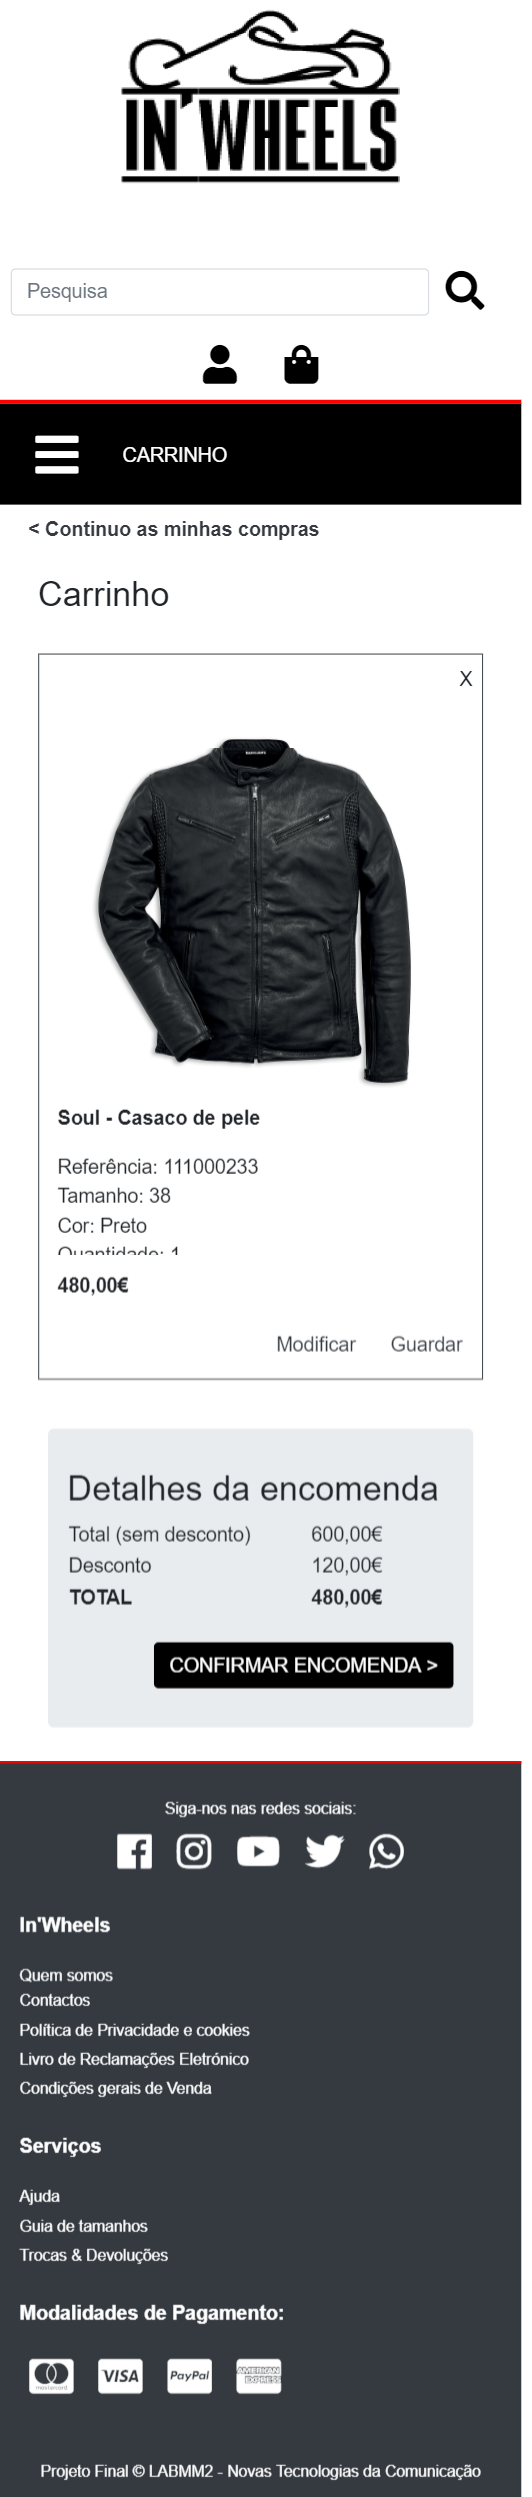 IN'WHEELS
Pesquisa
CARRINHO
< Continuo as minhas compras
Carrinho
X
Soul - Casaco de pele
Referência: 111000233
Tamanho: 38
Cor: Preto
Quantidade: 1
480,00€
Modificar Guardar
Detalhes da encomenda
Total (sem desconto) 600,00€
Desconto 120,00€
TOTAL 480,00€
CONFIRMAR ENCOMENDA >
Siga-nos nas redes sociais:
In'Wheels
Quem somos
Contactos
Política de Privacidade e cookies
Livro de Reclamações Eletrónico
Condições gerais de Venda
Serviços
Ajuda
Guia de tamanhos
Trocas & Devoluções
Modalidades de Pagamento:
mastercard VISA PayPal AMERICAN EXPRESS
Projeto Final © LABMM2 - Novas Tecnologias da Comunicação